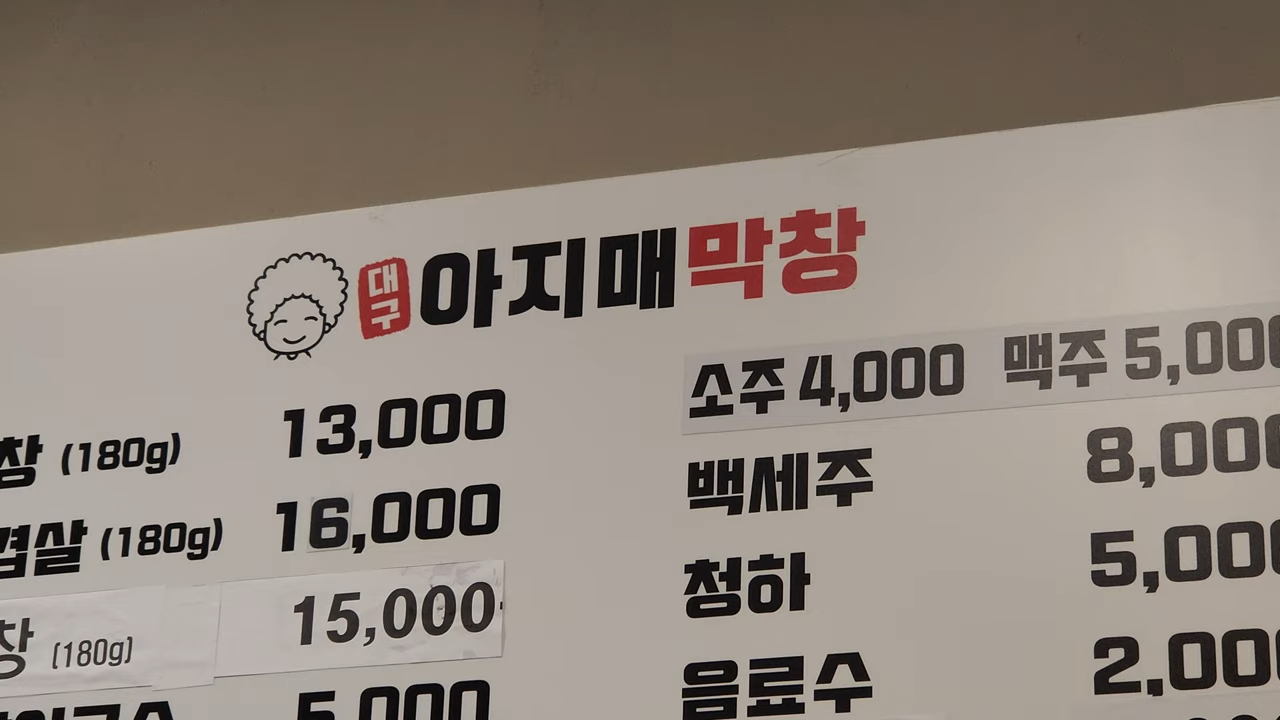 대구 아지매막창
창 (180g) 13,000
겹살 (180g) 16,000
창 (180g) 15,000
5,000
소주 4,000 맥주 5,000
백세주 8,000
청하 5,000
음료수 2,000